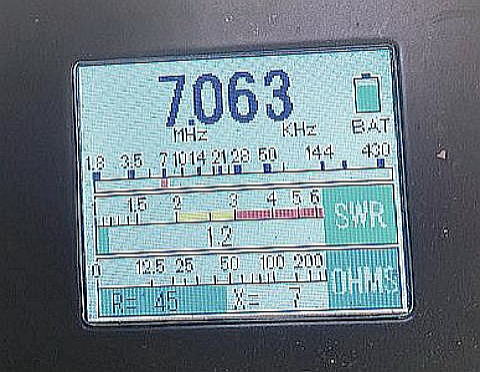 7.063
MHz KHz BAT
1.8 3.5 7 10 14 21 28 50 144 430
1 1.5 2 3 4 5 6
SWR
1.2
0 12.5 25 50 100 200
OHMS
R= 45 X= 7